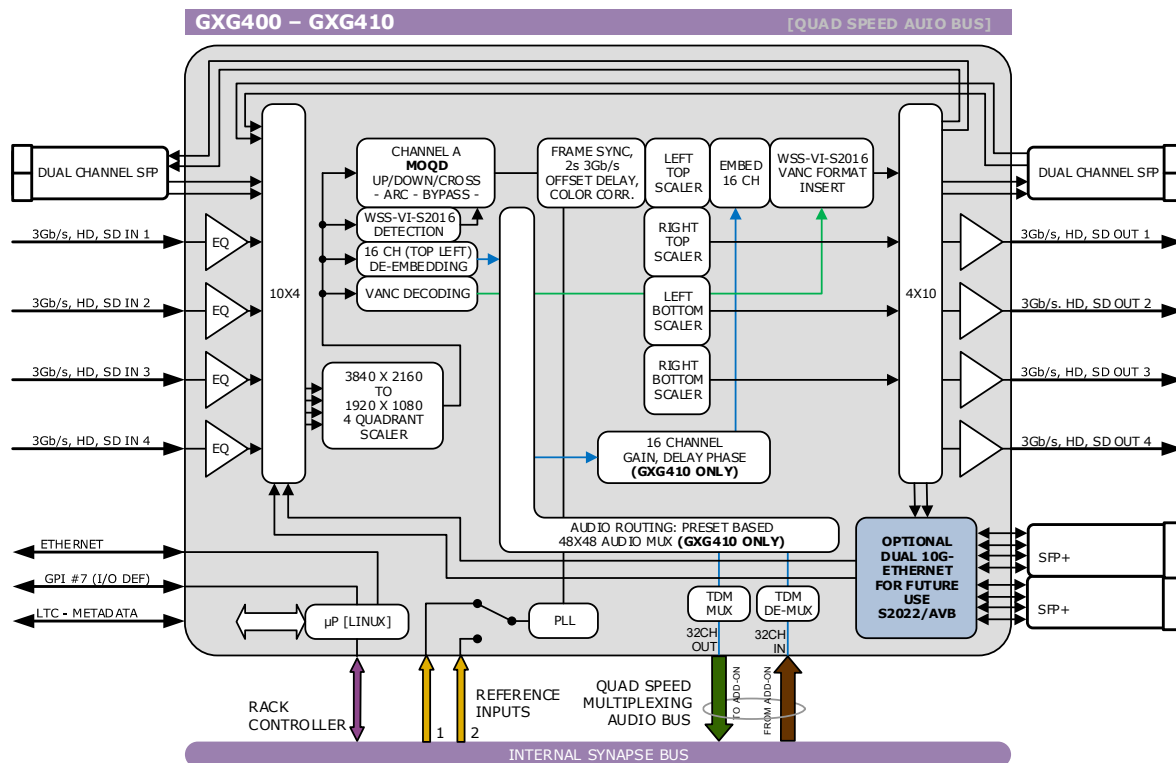 GXG400 – GXG410
[QUAD SPEED AUIO BUS]
DUAL CHANNEL SFP
3Gb/s, HD, SD IN 1
3Gb/s, HD, SD IN 2
3Gb/s, HD, SD IN 3
3Gb/s, HD, SD IN 4
EQ
EQ
EQ
EQ
10X4
CHANNEL A
MOQD
UP/DOWN/CROSS
- ARC - BYPASS -
WSS-VI-S2016
DETECTION
16 CH (TOP LEFT)
DE-EMBEDDING
VANC DECODING
3840 X 2160
TO
1920 X 1080
4 QUADRANT
SCALER
FRAME SYNC,
2s 3Gb/s
OFFSET DELAY,
COLOR CORR.
LEFT
TOP
SCALER
EMBED
16 CH
WSS-VI-S2016
VANC FORMAT
INSERT
RIGHT
TOP
SCALER
LEFT
BOTTOM
SCALER
RIGHT
BOTTOM
SCALER
16 CHANNEL
GAIN, DELAY PHASE
(GXG410 ONLY)
AUDIO ROUTING: PRESET BASED
48X48 AUDIO MUX (GXG410 ONLY)
4X10
DUAL CHANNEL SFP
3Gb/s, HD, SD OUT 1
3Gb/s. HD, SD OUT 2
3Gb/s, HD, SD OUT 3
3Gb/s, HD, SD OUT 4
OPTIONAL
DUAL 10G-
ETHERNET
FOR FUTURE
USE
S2022/AVB
SFP+
SFP+
ETHERNET
GPI #7 (I/O DEF)
LTC - METADATA
µP [LINUX]
PLL
TDM
MUX
TDM
DE-MUX
32CH
OUT
32CH
IN
RACK
CONTROLLER
1
2
REFERENCE
INPUTS
QUAD SPEED
MULTIPLEXING
AUDIO BUS
TO ADD-ON
FROM ADD-ON
INTERNAL SYNAPSE BUS